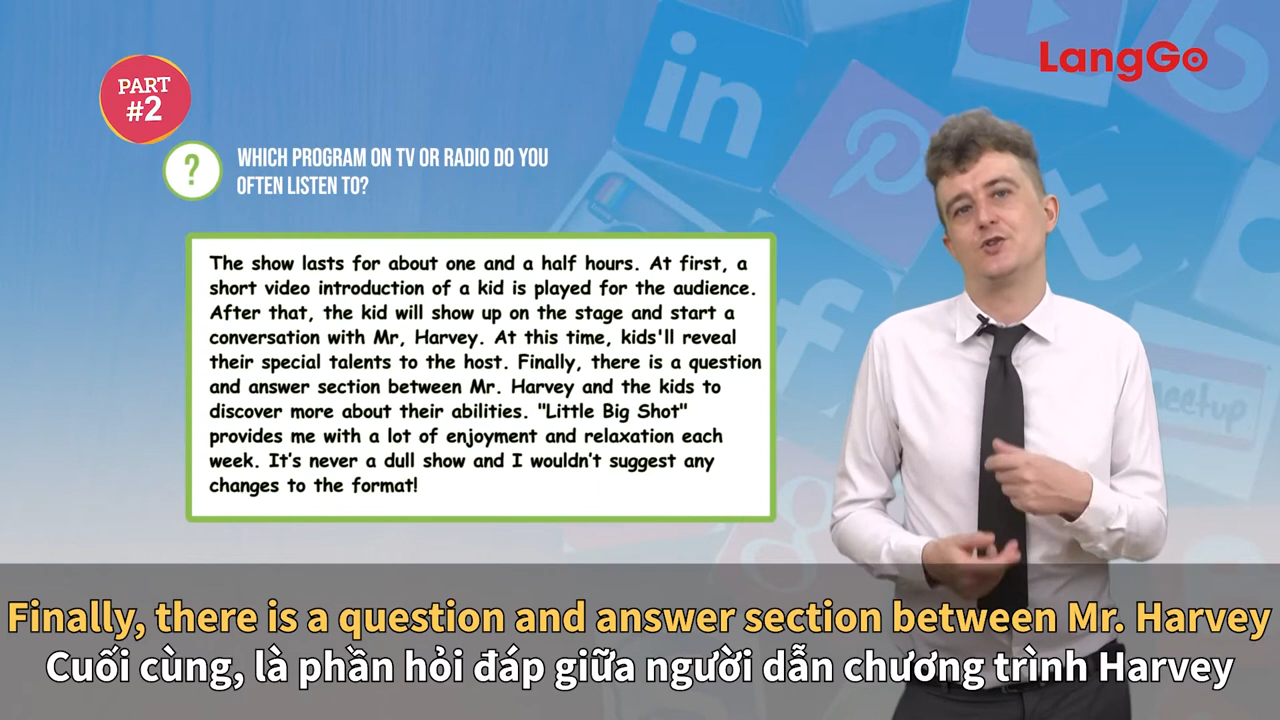 LangGo
PART
#2
?
WHICH PROGRAM ON TV OR RADIO DO YOU
OFTEN LISTEN TO?
The show lasts for about one and a half hours. At first, a
short video introduction of a kid is played for the audience.
After that, the kid will show up on the stage and start a
conversation with Mr, Harvey. At this time, kids'll reveal
their special talents to the host. Finally, there is a question
and answer section between Mr. Harvey and the kids to
discover more about their abilities. "Little Big Shot"
provides me with a lot of enjoyment and relaxation each
week. It's never a dull show and I wouldn't suggest any
changes to the format!
in
meetup
Finally, there is a question and answer section between Mr. Harvey
Cuối cùng, là phần hỏi đáp giữa người dẫn chương trình Harvey